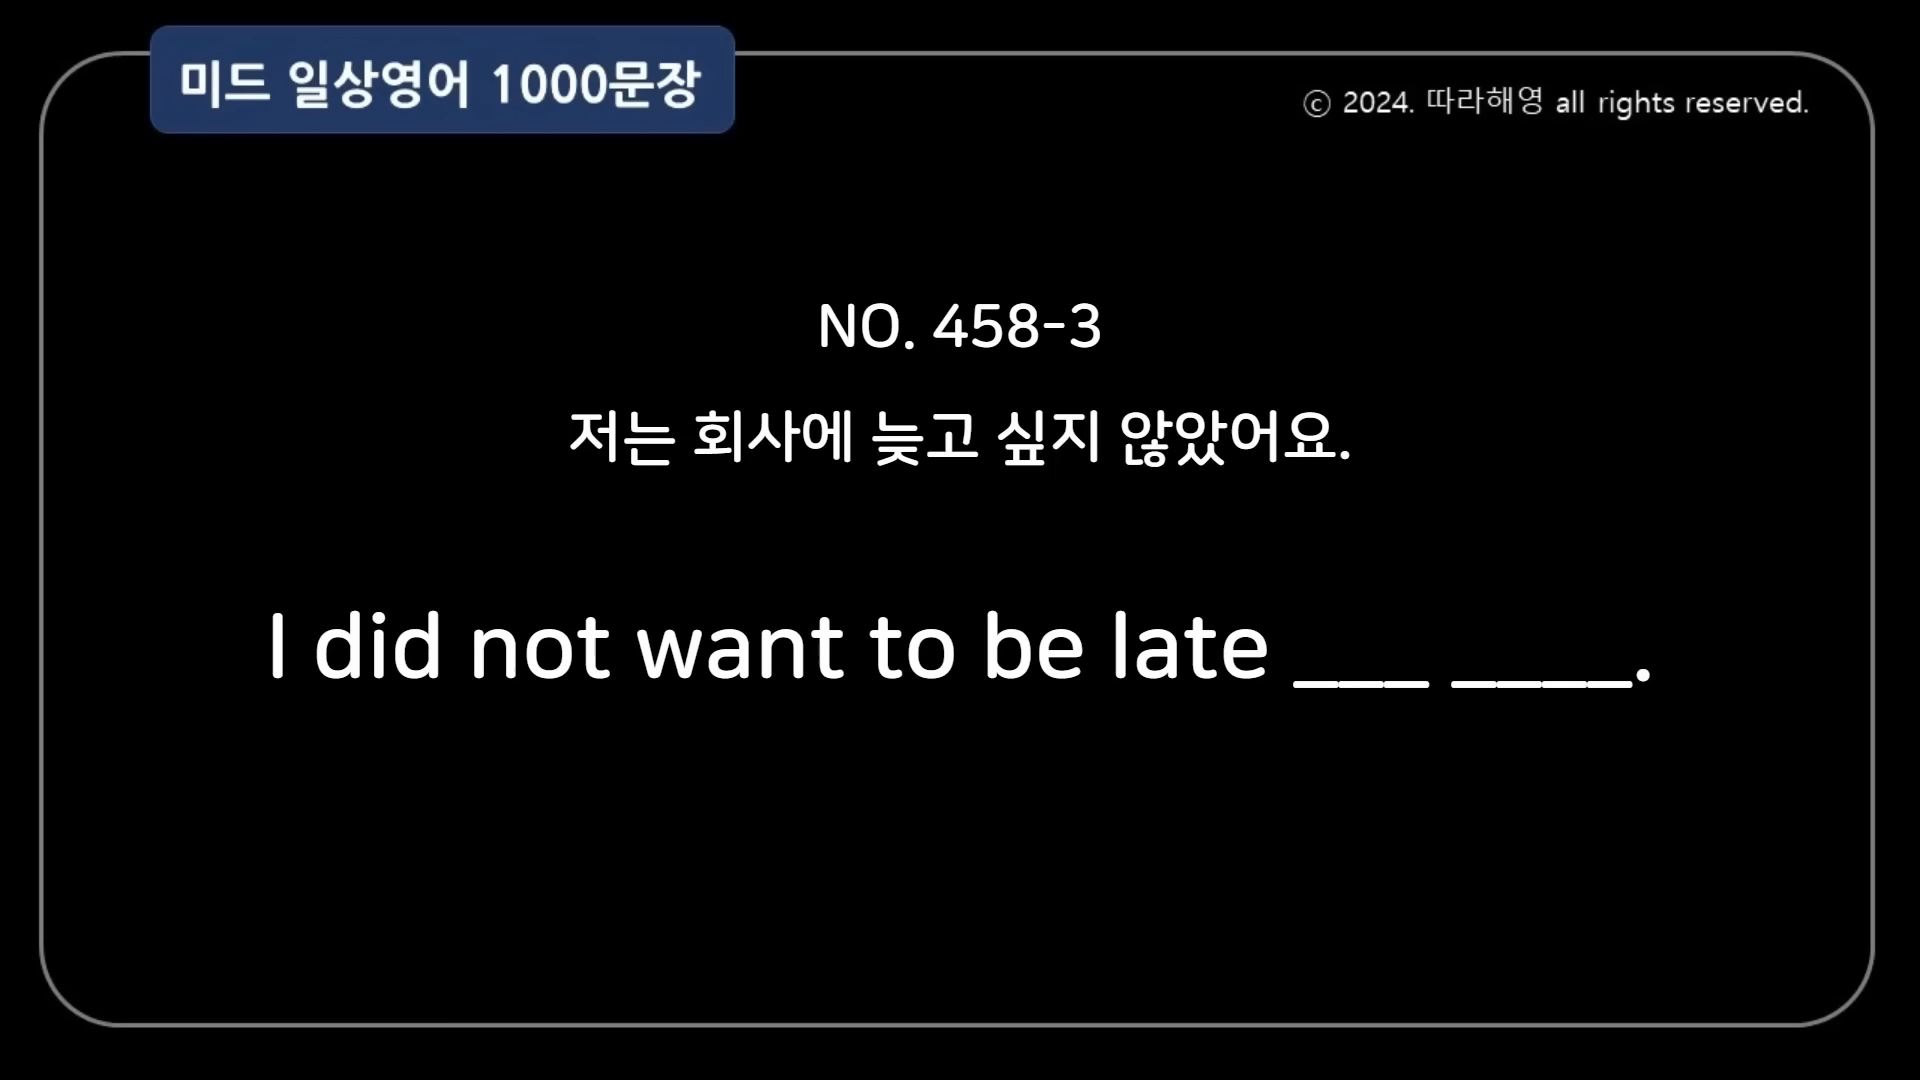 미드 일상영어 1000문장
ⓒ 2024. 따라해영 all rights reserved.
NO. 458-3
저는 회사에 늦고 싶지 않았어요.
I did not want to be late ___ ____.